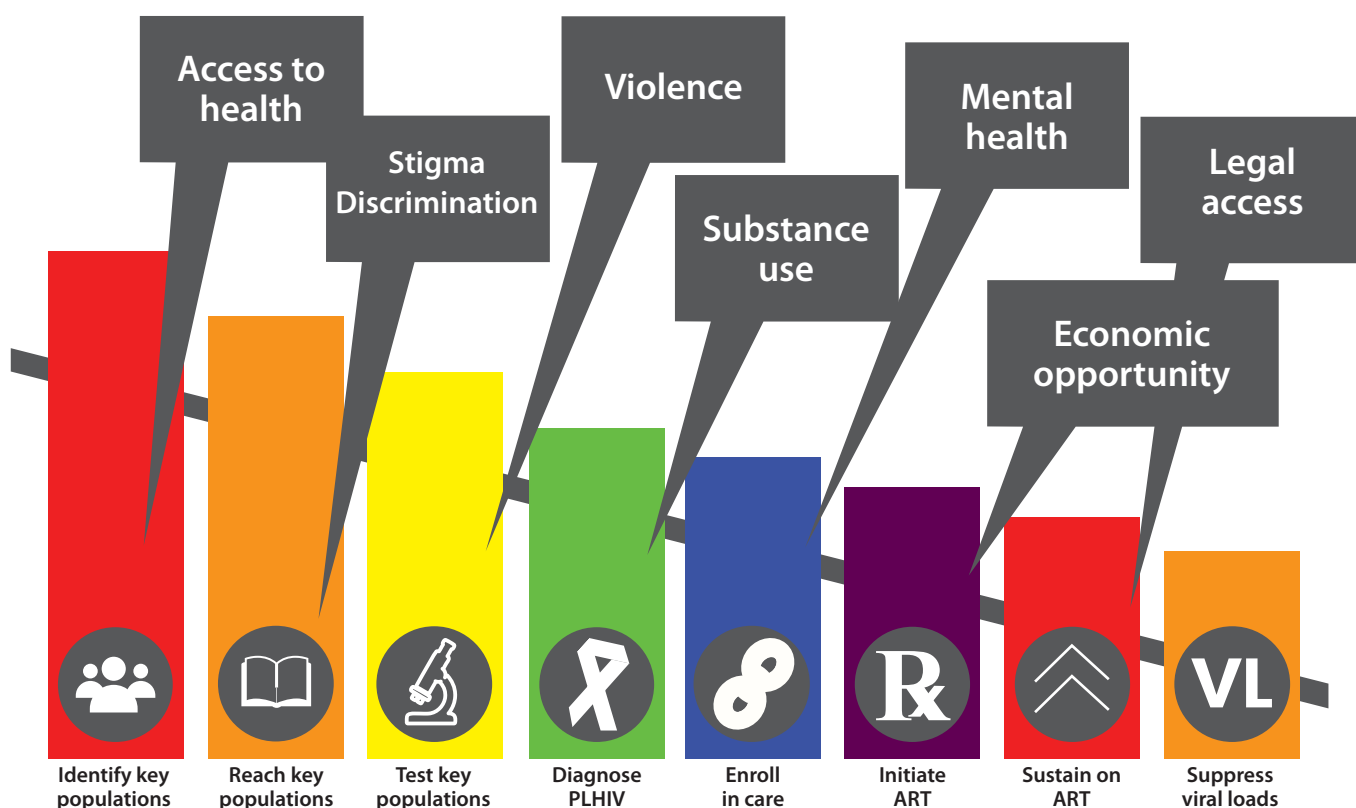 Access to
health
Stigma
Discrimination
Violence
Substance
use
Mental
health
Legal
access
Economic
opportunity
Rx
VL
Identify key
populations
Reach key
populations
Test key
populations
Diagnose
PLHIV
Enroll
in care
Initiate
ART
Sustain on
ART
Suppress
viral loads